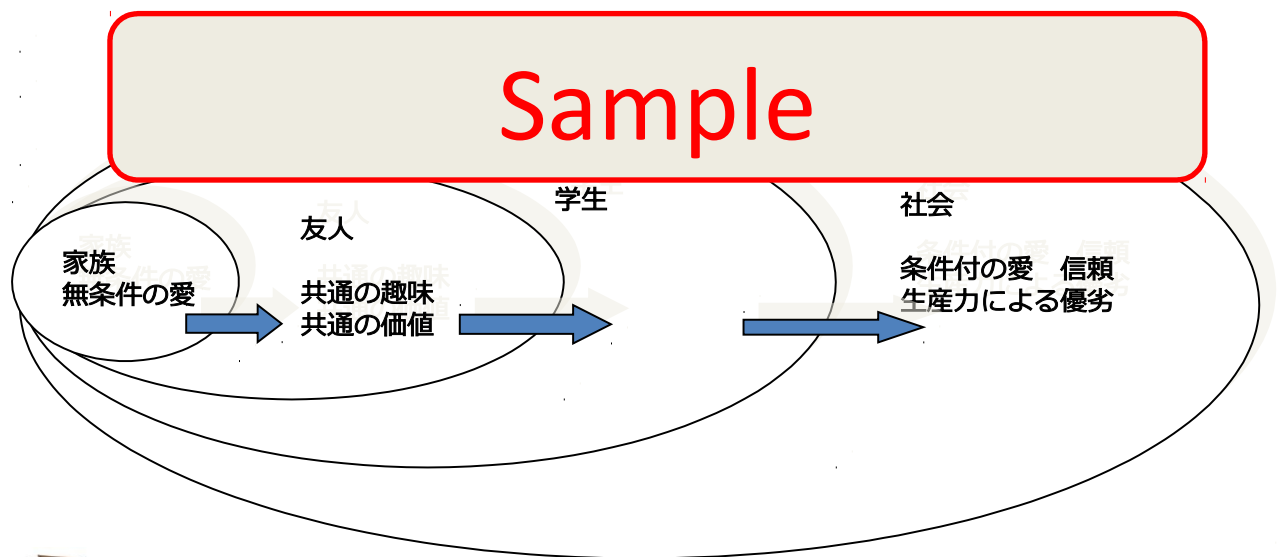 Sample
学生
社会
友人
家族
無条件の愛
条件付の愛　信頼
生産力による優劣
共通の趣味
共通の価値